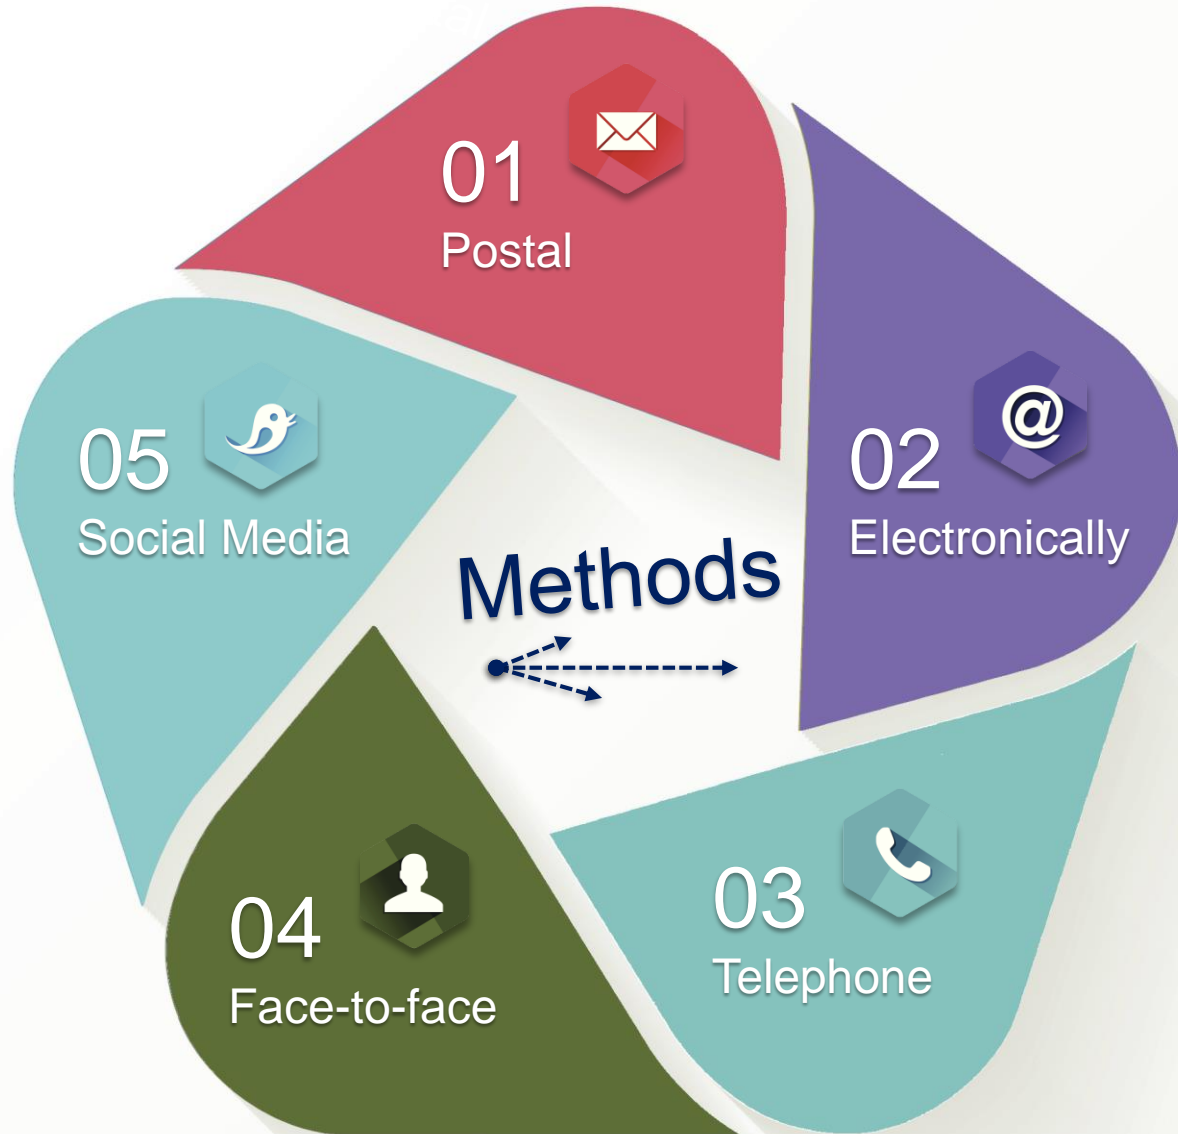 01
Postal
02
Electronically
03
Telephone
04
Face-to-face
05
Social Media
Methods